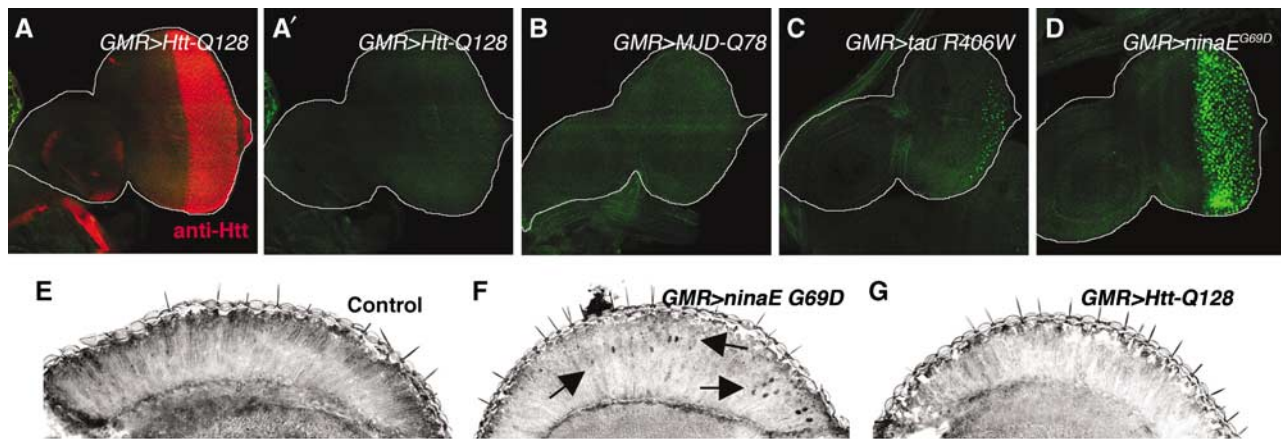 A
GMR>Htt-Q128
anti-Htt
A′
GMR>Htt-Q128
B
GMR>MJD-Q78
C
GMR>tau R406W
D
GMR>ninaE^G69D
E
Control
F
GMR>ninaE G69D
G
GMR>Htt-Q128